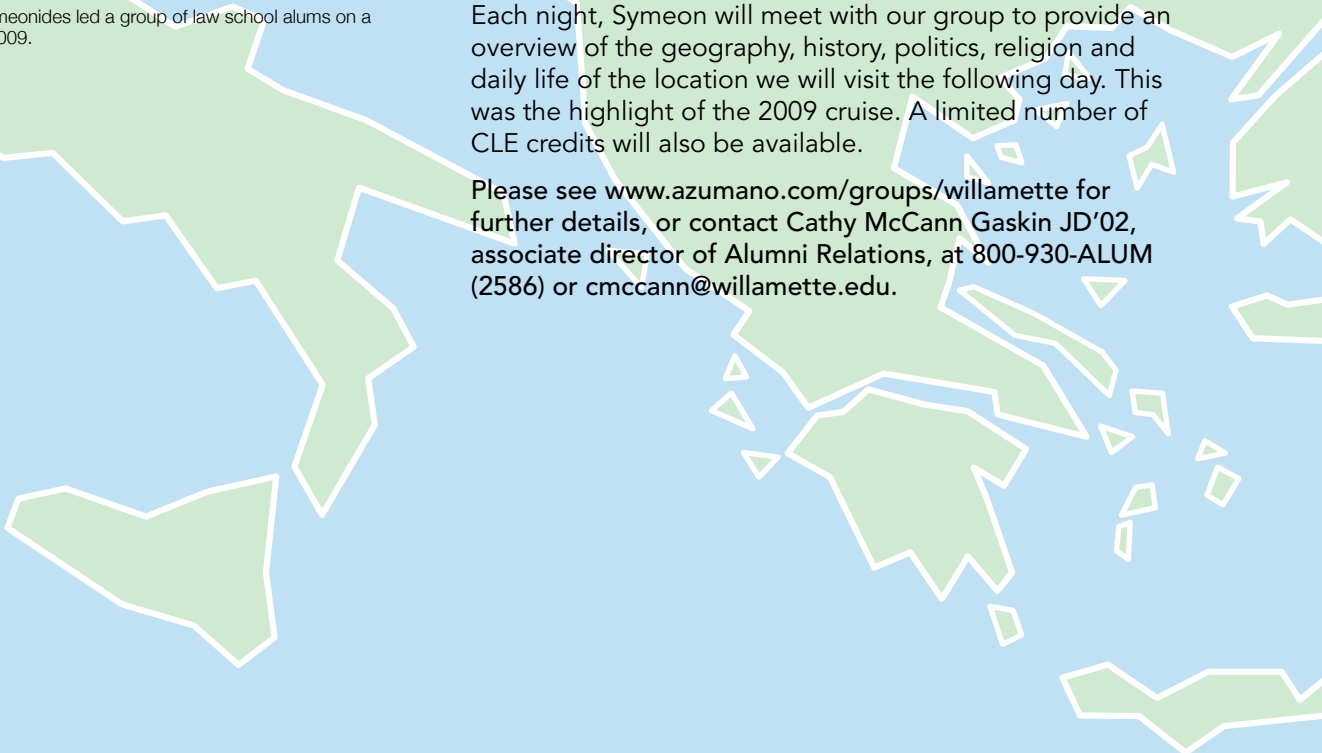 meonides led a group of law school alums on a
009.
Each night, Symeon will meet with our group to provide an
overview of the geography, history, politics, religion and
daily life of the location we will visit the following day. This
was the highlight of the 2009 cruise. A limited number of
CLE credits will also be available.
Please see www.azumano.com/groups/willamette for
further details, or contact Cathy McCann Gaskin JD’02,
associate director of Alumni Relations, at 800-930-ALUM
(2586) or cmccann@willamette.edu.